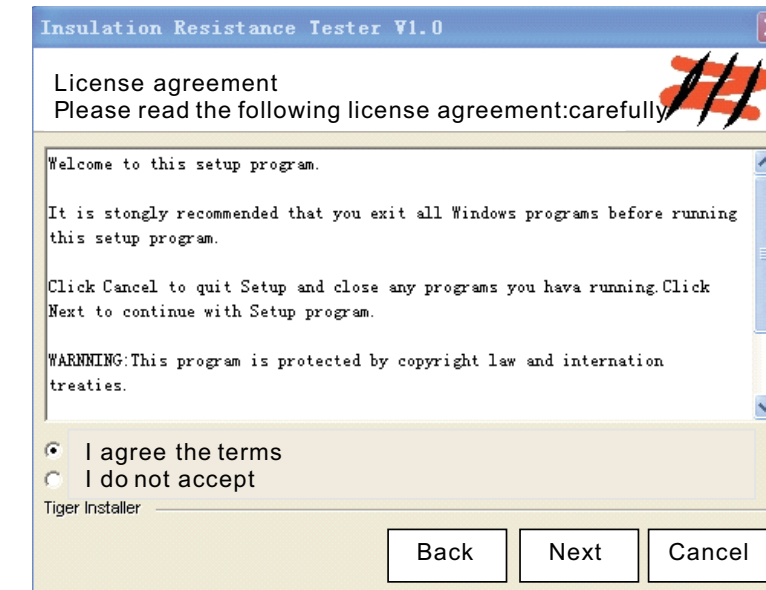 Insulation Resistance Tester V1.0
License agreement
Please read the following license agreement:carefully
Welcome to this setup program.
It is stongly recommended that you exit all Windows programs before running
this setup program.
Click Cancel to quit Setup and close any programs you hava running.Click
Next to continue with Setup program.
WARNNING:This program is protected by copyright law and internation
treaties.
I agree the terms
I do not accept
Tiger Installer
Back Next Cancel